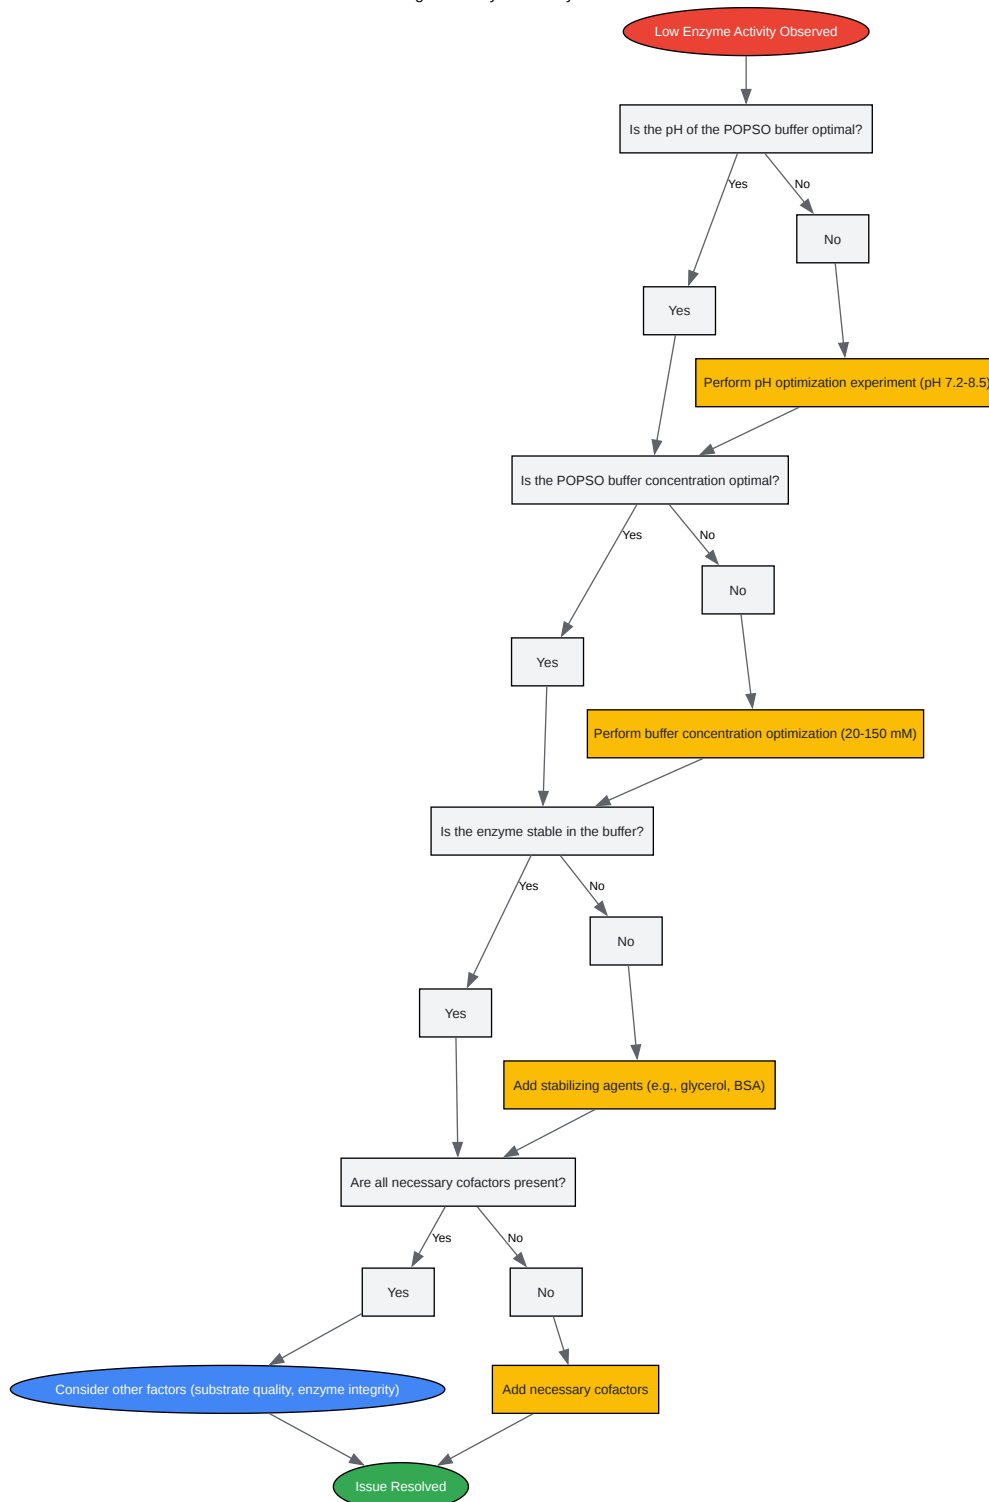 Low Enzyme Activity Observed
Is the pH of the POPSO buffer optimal?
Yes
No
No
Yes
Perform pH optimization experiment (pH 7.2-8.5)
Is the POPSO buffer concentration optimal?
Yes
No
No
Yes
Perform buffer concentration optimization (20-150 mM)
Is the enzyme stable in the buffer?
Yes
No
No
Yes
Add stabilizing agents (e.g., glycerol, BSA)
Are all necessary cofactors present?
Yes
No
Yes
No
Consider other factors (substrate quality, enzyme integrity)
Add necessary cofactors
Issue Resolved